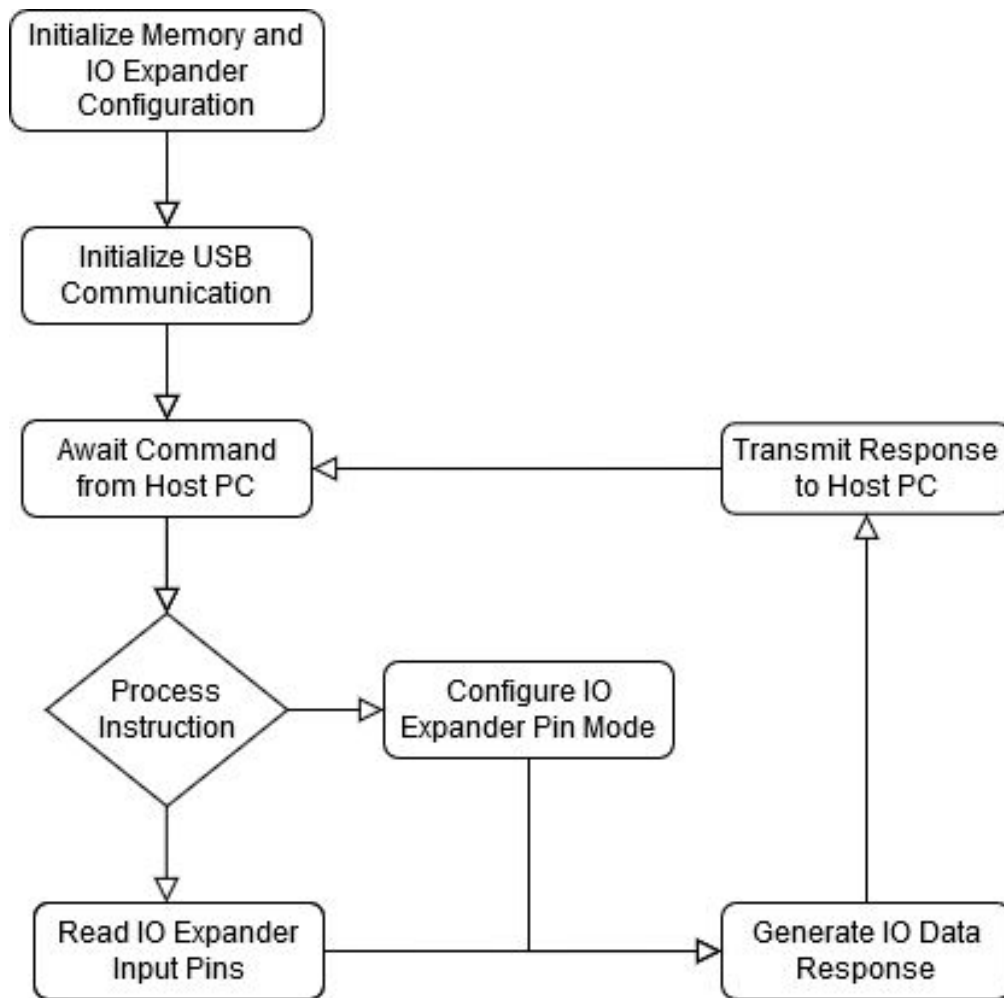 Initialize Memory and
IO Expander
Configuration
Initialize USB
Communication
Await Command
from Host PC
Transmit Response
to Host PC
Process
Instruction
Configure IO
Expander Pin Mode
Read IO Expander
Input Pins
Generate IO Data
Response